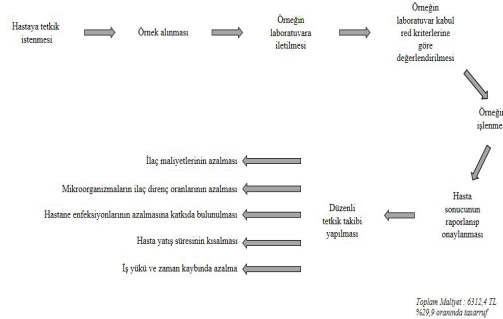 Hastaya tetkik
istenmesi
Örnek alınması
Örneğin
laboratuvara
iletilmesi
Örneğin
laboratuvar kabul
red kriterlerine
göre
değerlendirilmesi
Örneğin
işlenme
Hasta
sonucunun
raporlanıp
onaylanması
Düzenli
tetkik takibi
yapılması
İlaç maliyetlerinin azalması
Mikroorganizmaların ilaç direnç oranlarının azalması
Hastane enfeksiyonlarının azalmasına katkıda bulunulması
Hasta yatış süresinin kısalması
İş yükü ve zaman kaybında azalma
Toplam Maliyet : 6312,4 TL
%29,9 oranında tasarruf